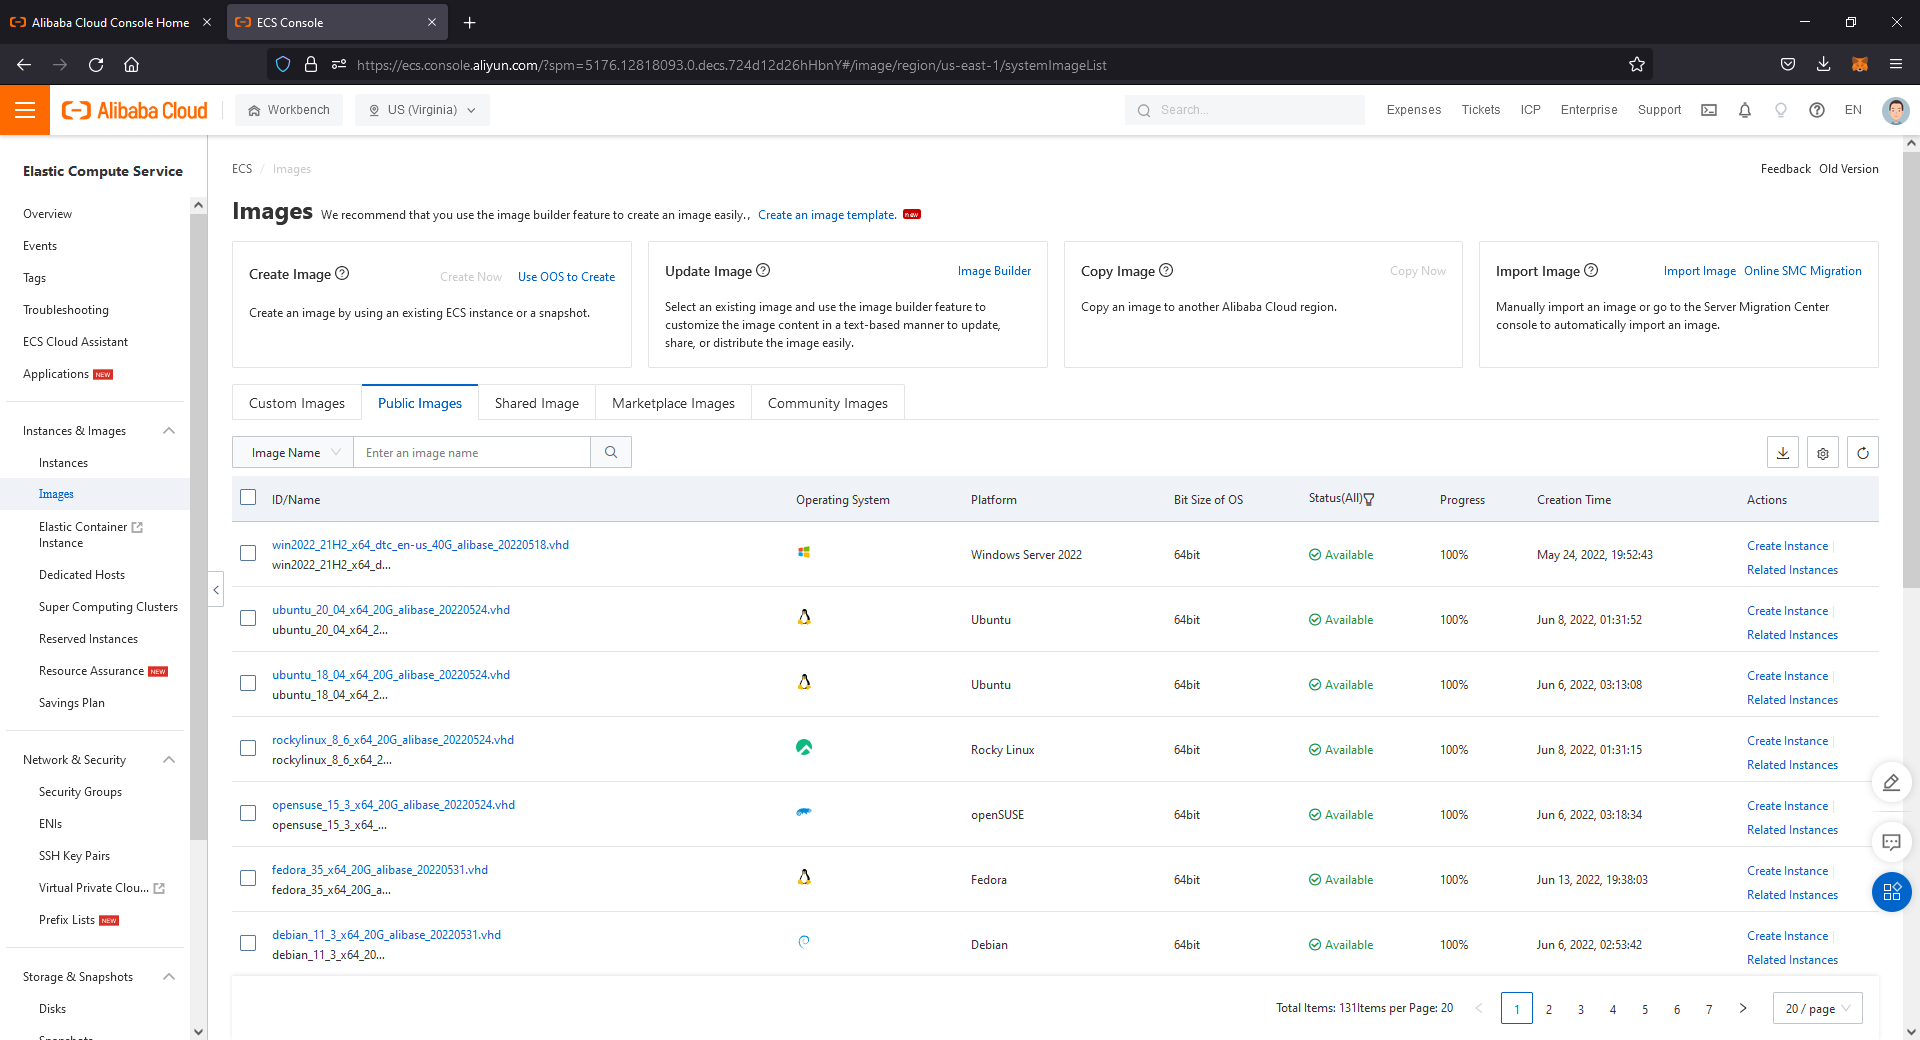 Alibaba Cloud Console Home
ECS Console
https://ecs.console.aliyun.com/?spm=5176.12818093.0.decs.724d12d26hHbnY#/image/region/us-east-1/systemImageList
Alibaba Cloud
Workbench
US (Virginia)
Search...
Expenses
Tickets
ICP
Enterprise
Support
EN
Elastic Compute Service
Overview
Events
Tags
Troubleshooting
ECS Cloud Assistant
Applications NEW
Instances & Images
Instances
Images
Elastic Container
Instance
Dedicated Hosts
Super Computing Clusters
Reserved Instances
Resource Assurance NEW
Savings Plan
Network & Security
Security Groups
ENIs
SSH Key Pairs
Virtual Private Clou...
Prefix Lists NEW
Storage & Snapshots
Disks
ECS / Images
Feedback Old Version
Images We recommend that you use the image builder feature to create an image easily., Create an image template. new
Create Image Create Now Use OOS to Create
Create an image by using an existing ECS instance or a snapshot.
Update Image Image Builder
Select an existing image and use the image builder feature to
customize the image content in a text-based manner to update,
share, or distribute the image easily.
Copy Image Copy Now
Copy an image to another Alibaba Cloud region.
Import Image Import Image Online SMC Migration
Manually import an image or go to the Server Migration Center
console to automatically import an image.
Custom Images Public Images Shared Image Marketplace Images Community Images
Image Name Enter an image name
ID/Name Operating System Platform Bit Size of OS Status(All) Progress Creation Time Actions
win2022_21H2_x64_dtc_en-us_40G_alibase_20220518.vhd
win2022_21H2_x64_d...
Windows Server 2022 64bit Available 100% May 24, 2022, 19:52:43
Create Instance
Related Instances
ubuntu_20_04_x64_20G_alibase_20220524.vhd
ubuntu_20_04_x64_2...
Ubuntu 64bit Available 100% Jun 8, 2022, 01:31:52
Create Instance
Related Instances
ubuntu_18_04_x64_20G_alibase_20220524.vhd
ubuntu_18_04_x64_2...
Ubuntu 64bit Available 100% Jun 6, 2022, 03:13:08
Create Instance
Related Instances
rockylinux_8_6_x64_20G_alibase_20220524.vhd
rockylinux_8_6_x64_2...
Rocky Linux 64bit Available 100% Jun 8, 2022, 01:31:15
Create Instance
Related Instances
opensuse_15_3_x64_20G_alibase_20220524.vhd
opensuse_15_3_x64_...
openSUSE 64bit Available 100% Jun 6, 2022, 03:18:34
Create Instance
Related Instances
fedora_35_x64_20G_alibase_20220531.vhd
fedora_35_x64_20G_a...
Fedora 64bit Available 100% Jun 13, 2022, 19:38:03
Create Instance
Related Instances
debian_11_3_x64_20G_alibase_20220531.vhd
debian_11_3_x64_20...
Debian 64bit Available 100% Jun 6, 2022, 02:53:42
Create Instance
Related Instances
Total Items: 131Items per Page: 20 1 2 3 4 5 6 7 20 / page